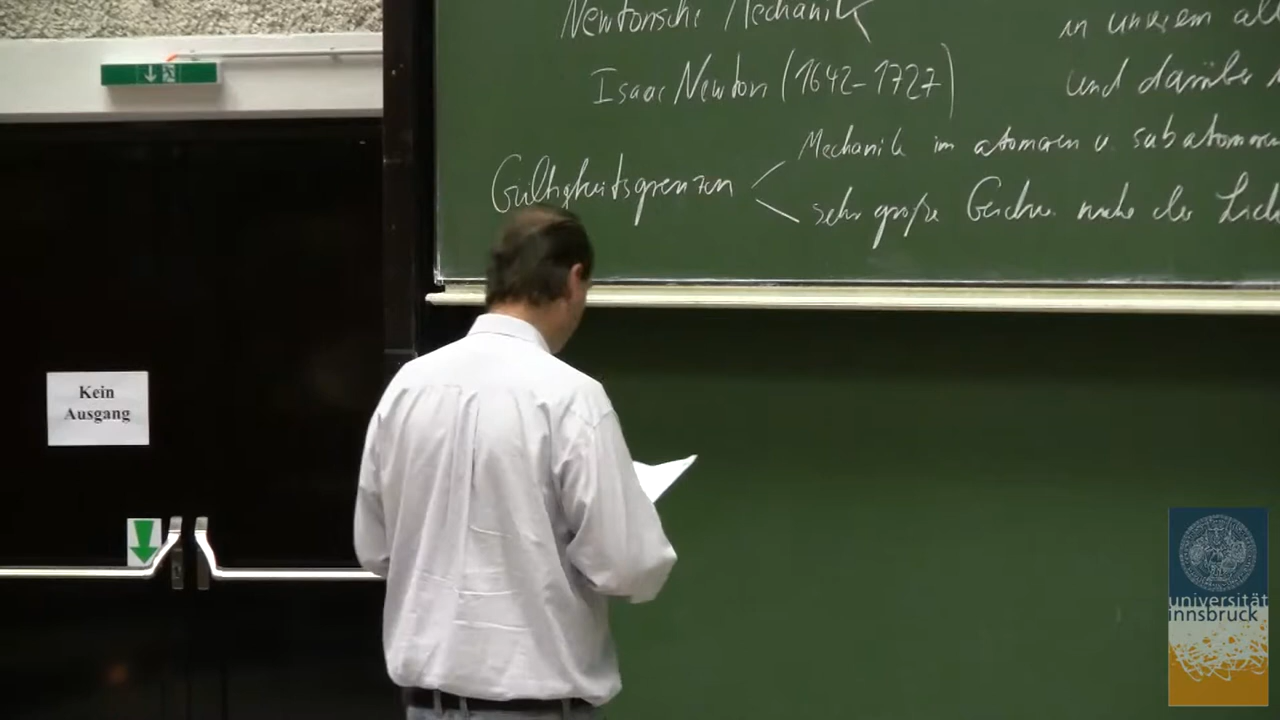 Newtonsche Mechanik
Isaac Newton (1642-1727)
in unserem all
und darüber
Gültigkeitsgrenzen
Mechanik im atomaren u. subatomaren
sehr große Geschw. nahe der Lich
Kein
Ausgang
universität
innsbruck